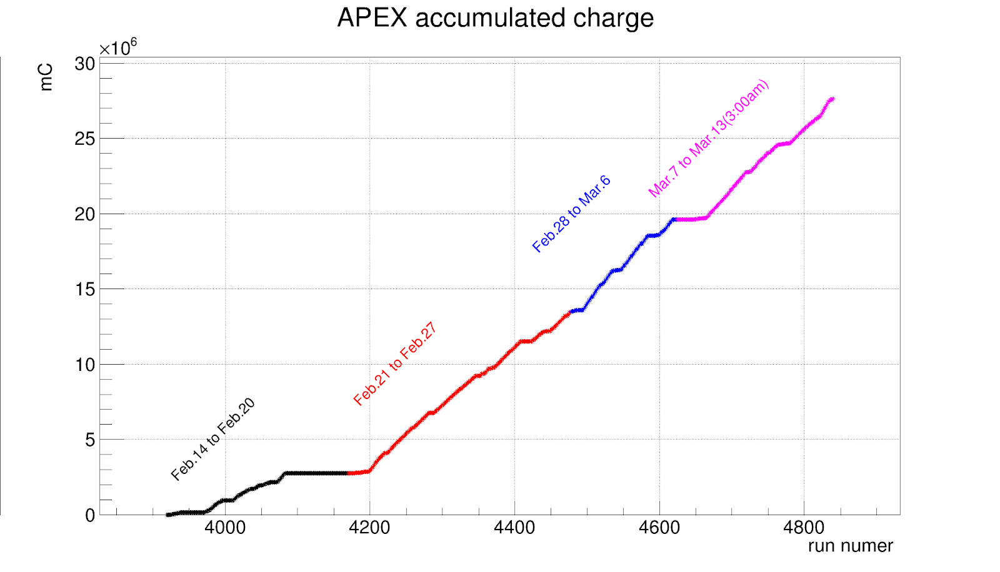 APEX accumulated charge
×10⁶
mC
30
25
20
15
10
5
0
Feb.14 to Feb.20
Feb.21 to Feb.27
Feb.28 to Mar.6
Mar.7 to Mar.13(3:00am)
4000 4200 4400 4600 4800
run numer